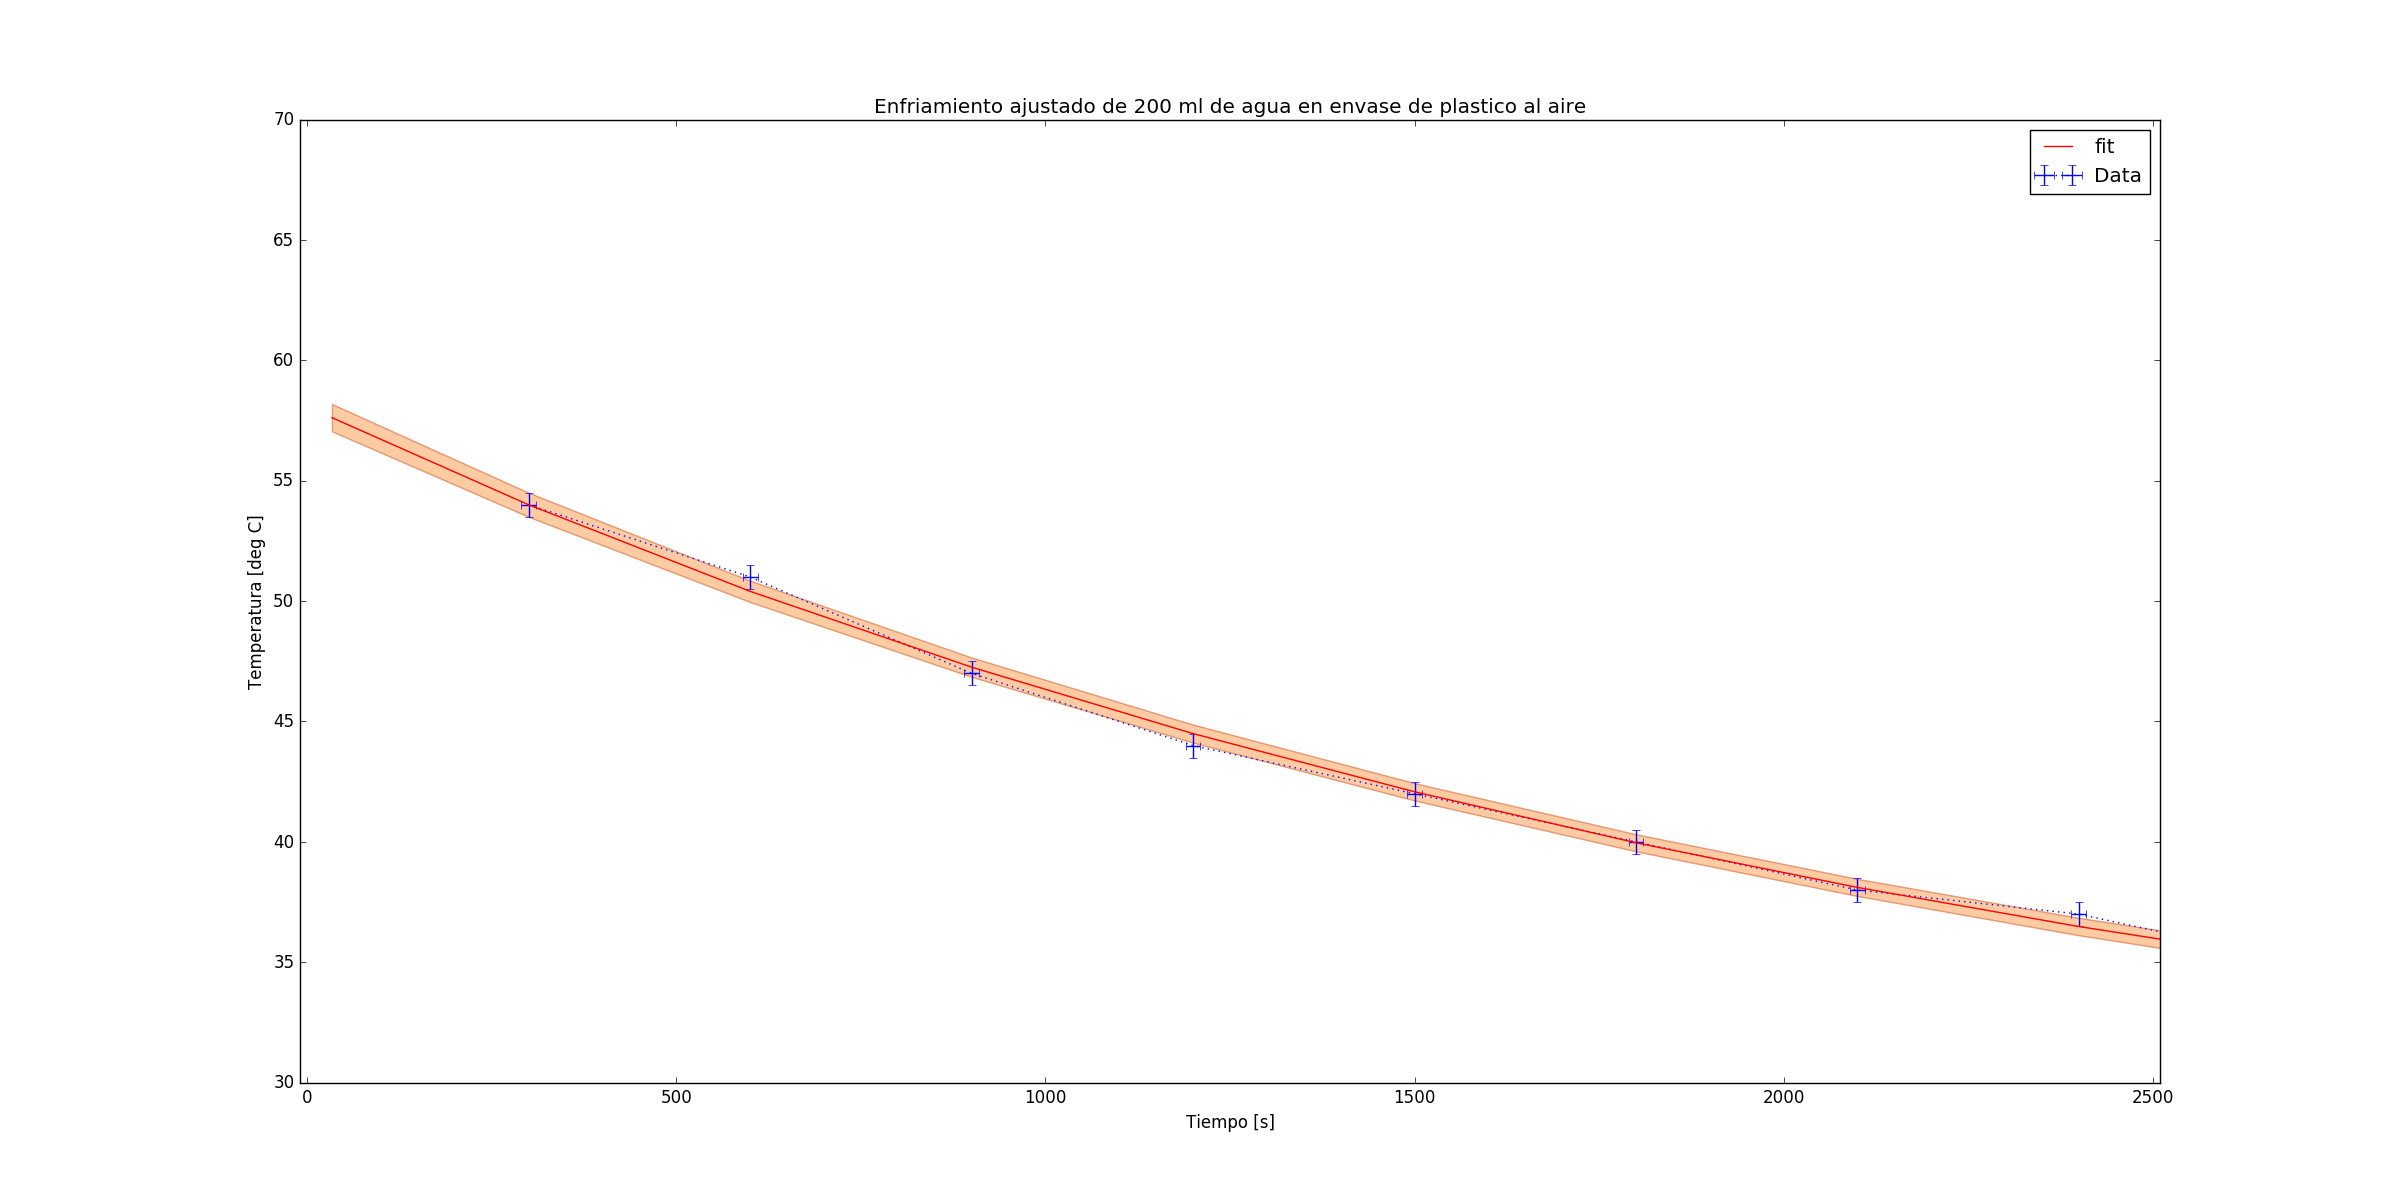 Enfriamiento ajustado de 200 ml de agua en envase de plastico al aire
70
65
60
55
50
45
40
35
30
Temperatura [deg C]
fit
Data
0 500 1000 1500 2000 2500
Tiempo [s]